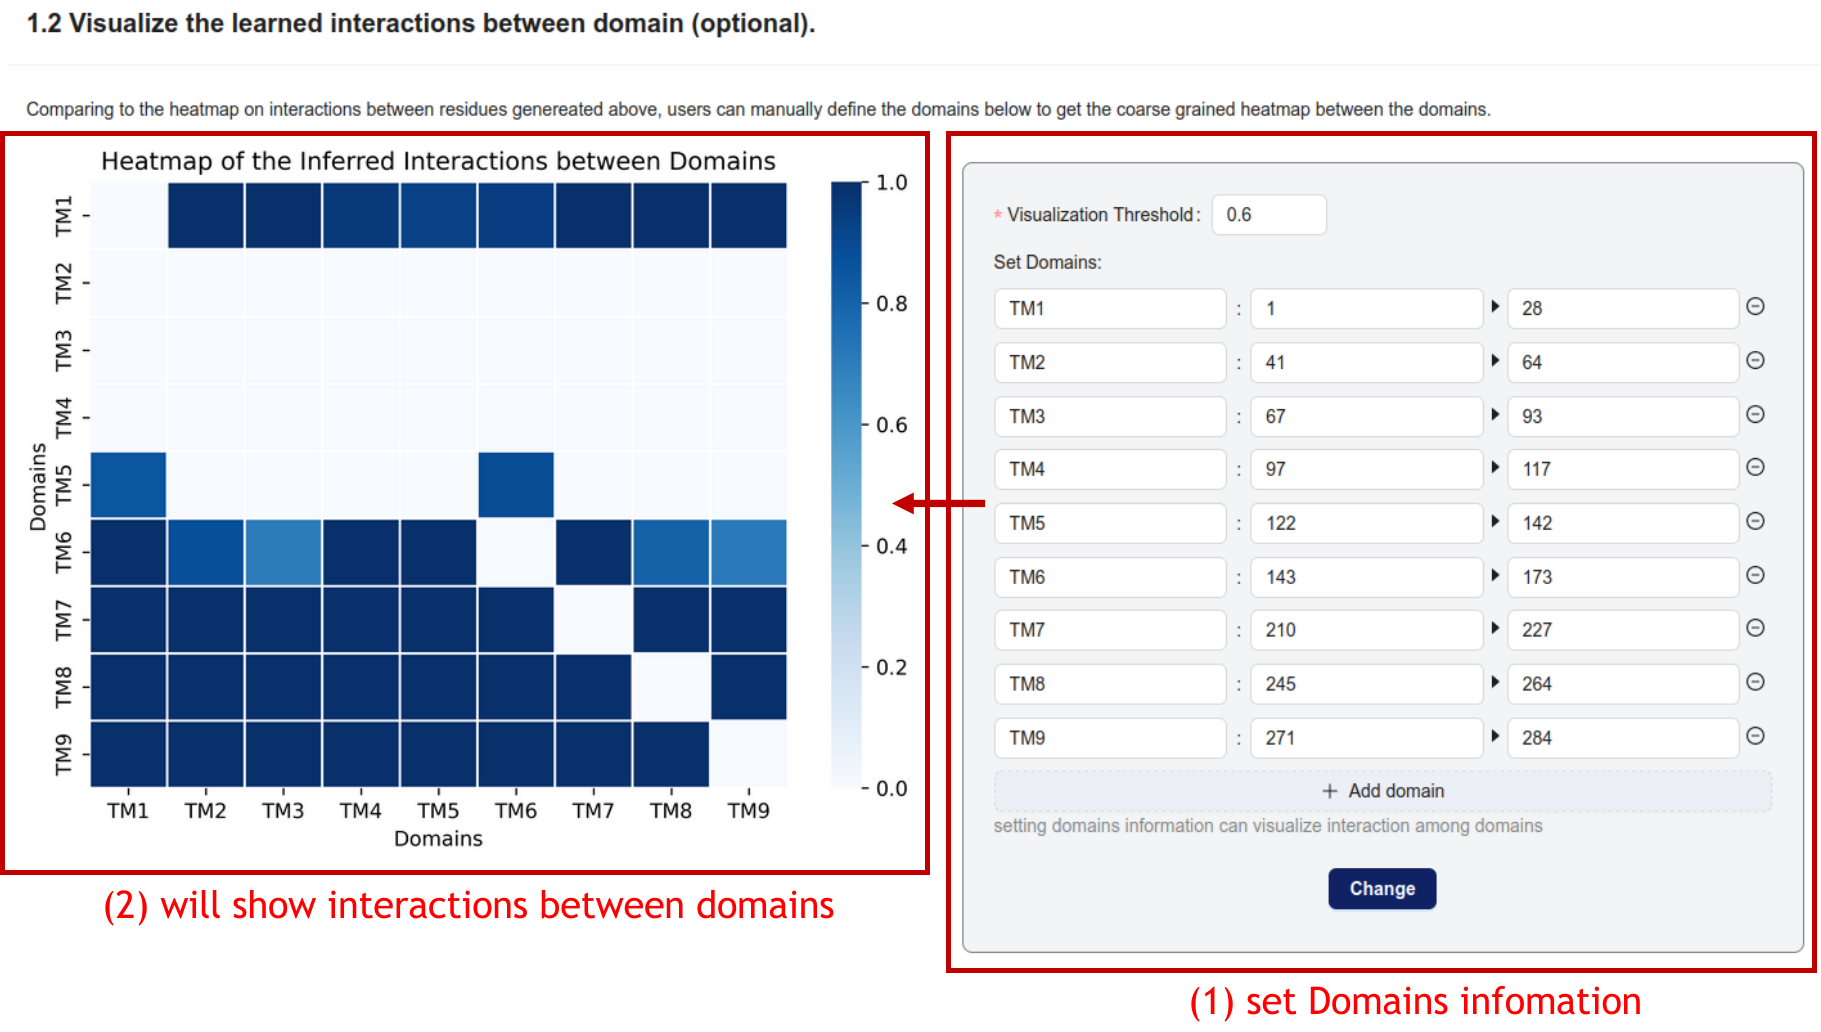 1.2 Visualize the learned interactions between domain (optional).
Comparing to the heatmap on interactions between residues genereated above, users can manually define the domains below to get the coarse grained heatmap between the domains.
Heatmap of the Inferred Interactions between Domains
TM1
TM2
TM3
TM4
TM5
TM6
TM7
TM8
TM9
Domains
TM1 TM2 TM3 TM4 TM5 TM6 TM7 TM8 TM9
Domains
1.0
0.8
0.6
0.4
0.2
0.0
(2) will show interactions between domains
* Visualization Threshold: 0.6
Set Domains:
TM1 : 1 28
TM2 : 41 64
TM3 : 67 93
TM4 : 97 117
TM5 : 122 142
TM6 : 143 173
TM7 : 210 227
TM8 : 245 264
TM9 : 271 284
+ Add domain
setting domains information can visualize interaction among domains
Change
(1) set Domains infomation